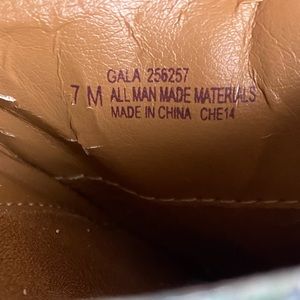 GALA 256257
7 M ALL MAN MADE MATERIALS
MADE IN CHINA CHE14